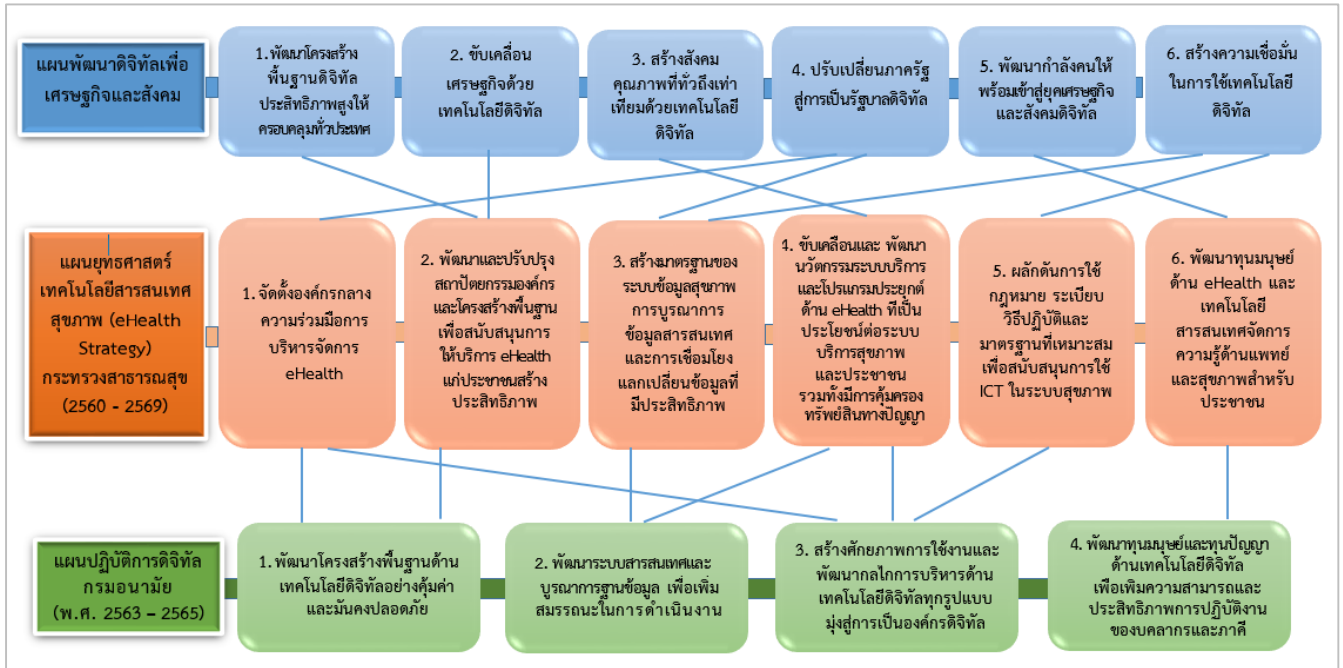 แผนพัฒนาดิจิทัลเพื่อ
เศรษฐกิจและสังคม
1. พัฒนาโครงสร้าง
พื้นฐานดิจิทัล
ประสิทธิภาพสูงให้
ครอบคลุมทั่วประเทศ
2. ขับเคลื่อน
เศรษฐกิจด้วย
เทคโนโลยีดิจิทัล
3. สร้างสังคม
คุณภาพที่ทั่วถึงเท่า
เทียมด้วยเทคโนโลยี
ดิจิทัล
4. ปรับเปลี่ยนภาครัฐ
สู่การเป็นรัฐบาลดิจิทัล
5. พัฒนากำลังคนให้
พร้อมเข้าสู่ยุคเศรษฐกิจ
และสังคมดิจิทัล
6. สร้างความเชื่อมั่น
ในการใช้เทคโนโลยี
ดิจิทัล
แผนยุทธศาสตร์
เทคโนโลยีสารสนเทศ
สุขภาพ (eHealth
Strategy)
กระทรวงสาธารณสุข
(2560 - 2569)
1. จัดตั้งองค์กรกลาง
ความร่วมมือการ
บริหารจัดการ
eHealth
2. พัฒนาและปรับปรุง
สถาปัตยกรรมองค์กร
และโครงสร้างพื้นฐาน
เพื่อสนับสนุนการ
ให้บริการ eHealth
แก่ประชาชนสร้าง
ประสิทธิภาพ
3. สร้างมาตรฐานของ
ระบบข้อมูลสุขภาพ
การบูรณาการ
ข้อมูลสารสนเทศ
และการเชื่อมโยง
แลกเปลี่ยนข้อมูลที่
มีประสิทธิภาพ
4. ขับเคลื่อนและ พัฒนา
นวัตกรรมระบบบริการ
และโปรแกรมประยุกต์
ด้าน eHealth ที่เป็น
ประโยชน์ต่อระบบ
บริการสุขภาพ
และประชาชน
รวมทั้งมีการคุ้มครอง
ทรัพย์สินทางปัญญา
5. ผลักดันการใช้
กฎหมาย ระเบียบ
วิธีปฏิบัติและ
มาตรฐานที่เหมาะสม
เพื่อสนับสนุนการใช้
ICT ในระบบสุขภาพ
6. พัฒนาทุนมนุษย์
ด้าน eHealth และ
เทคโนโลยี
สารสนเทศจัดการ
ความรู้ด้านแพทย์
และสุขภาพสำหรับ
ประชาชน
แผนปฏิบัติการดิจิทัล
กรมอนามัย
(พ.ศ. 2563 – 2565)
1. พัฒนาโครงสร้างพื้นฐานด้าน
เทคโนโลยีดิจิทัลอย่างคุ้มค่า
และมั่นคงปลอดภัย
2. พัฒนาระบบสารสนเทศและ
บูรณาการฐานข้อมูล เพื่อเพิ่ม
สมรรถนะในการดำเนินงาน
3. สร้างศักยภาพการใช้งานและ
พัฒนากลไกการบริหารด้าน
เทคโนโลยีดิจิทัลทุกรูปแบบ
มุ่งสู่การเป็นองค์กรดิจิทัล
4. พัฒนาทุนมนุษย์และทุนปัญญา
ด้านเทคโนโลยีดิจิทัล
เพื่อเพิ่มความสามารถและ
ประสิทธิภาพการปฏิบัติงาน
ของบุคลากรและภาคี